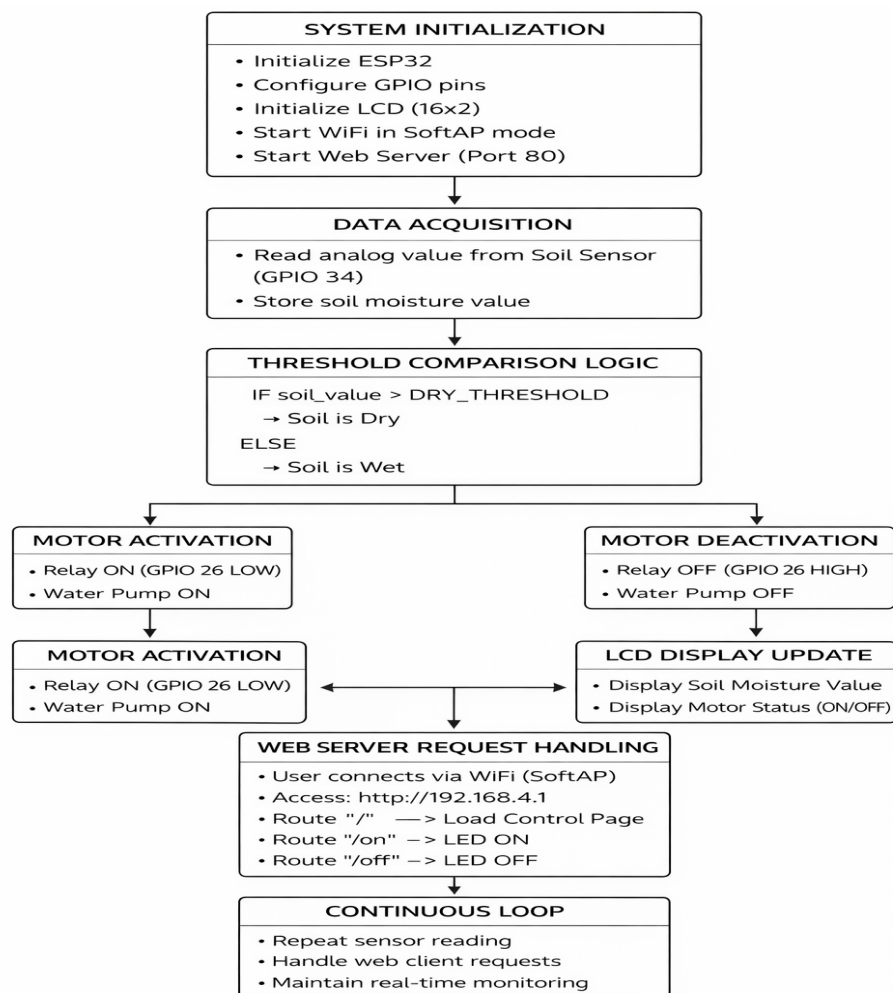 SYSTEM INITIALIZATION
• Initialize ESP32
• Configure GPIO pins
• Initialize LCD (16x2)
• Start WiFi in SoftAP mode
• Start Web Server (Port 80)
DATA ACQUISITION
• Read analog value from Soil Sensor
(GPIO 34)
• Store soil moisture value
THRESHOLD COMPARISON LOGIC
IF soil_value > DRY_THRESHOLD
→ Soil is Dry
ELSE
→ Soil is Wet
MOTOR ACTIVATION
• Relay ON (GPIO 26 LOW)
• Water Pump ON
MOTOR DEACTIVATION
• Relay OFF (GPIO 26 HIGH)
• Water Pump OFF
MOTOR ACTIVATION
• Relay ON (GPIO 26 LOW)
• Water Pump ON
LCD DISPLAY UPDATE
• Display Soil Moisture Value
• Display Motor Status (ON/OFF)
WEB SERVER REQUEST HANDLING
• User connects via WiFi (SoftAP)
• Access: http://192.168.4.1
• Route "/" —> Load Control Page
• Route "/on" –> LED ON
• Route "/off" –> LED OFF
CONTINUOUS LOOP
• Repeat sensor reading
• Handle web client requests
• Maintain real-time monitoring